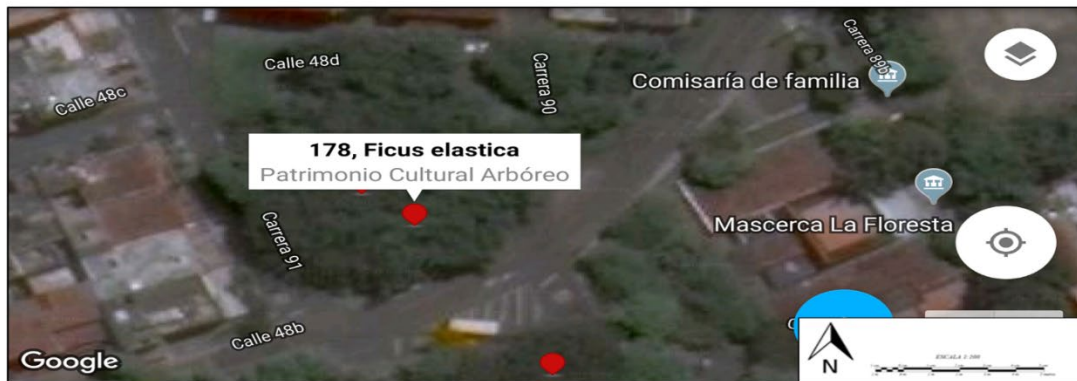 Calle 48d
Carrera 90
Carrera 89b
Comisaría de familia
Calle 48c
178, Ficus elastica
Patrimonio Cultural Arbóreo
Carrera 91
Mascerca La Floresta
Calle 48b
Google
N
ESCALA 1:500